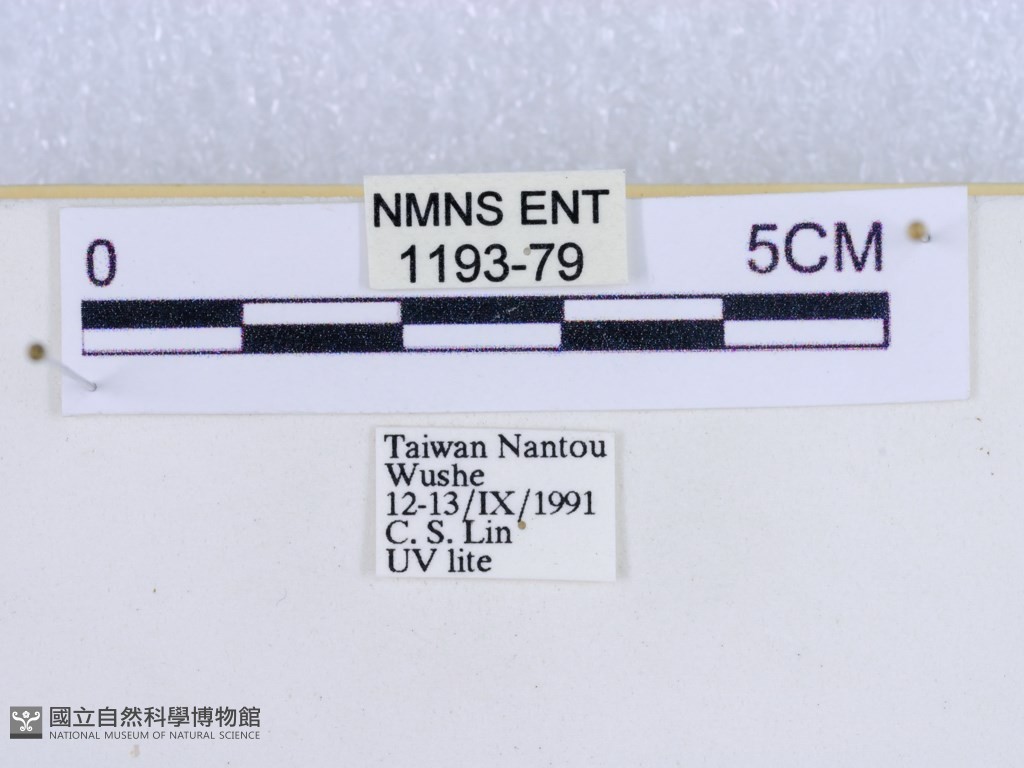 NMNS ENT
1193-79
0 5CM
Taiwan Nantou
Wushe
12-13/IX/1991
C. S. Lin
UV lite
國立自然科學博物館
NATIONAL MUSEUM OF NATURAL SCIENCE